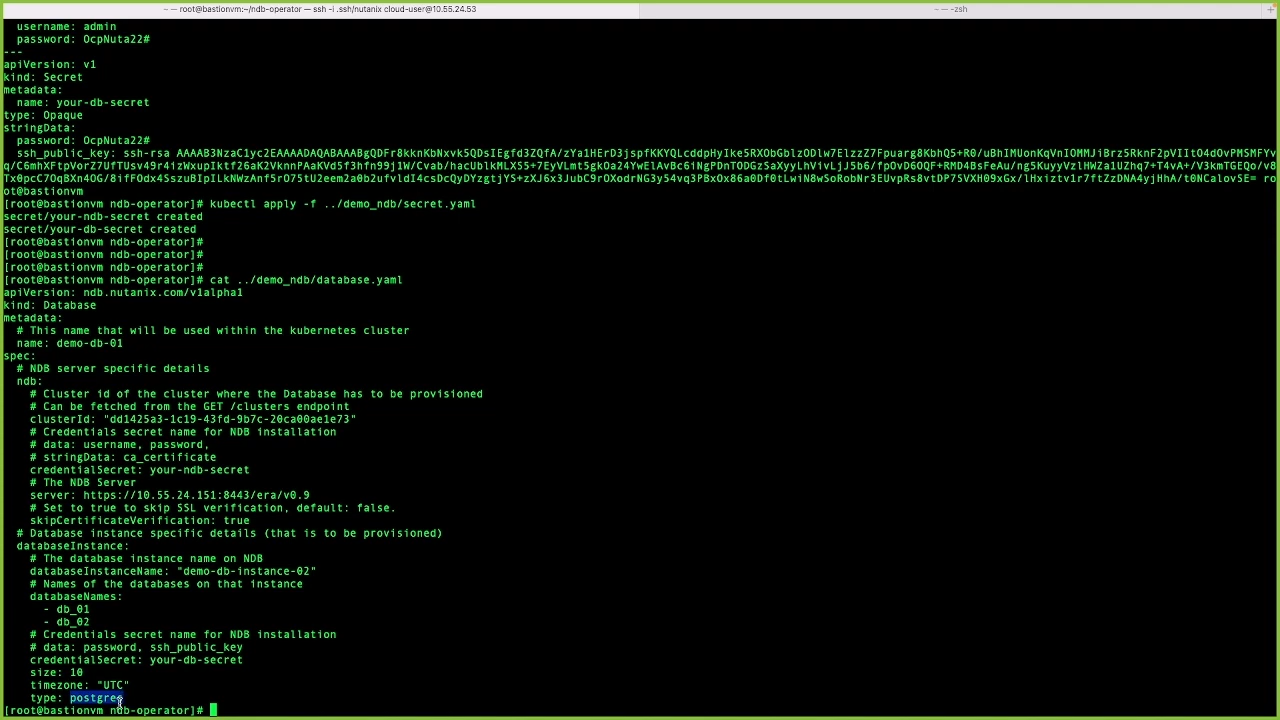 ~ — root@bastionvm:~/ndb-operator — ssh -i .ssh/nutanix cloud-user@10.55.24.53
~ — -zsh
username: admin
password: OcpNuta22#
---
apiVersion: v1
kind: Secret
metadata:
name: your-db-secret
type: Opaque
stringData:
password: OcpNuta22#
ssh_public_key: ssh-rsa
ot@bastionvm
[root@bastionvm ndb-operator]# kubectl apply -f ../demo_ndb/secret.yaml
secret/your-ndb-secret created
secret/your-db-secret created
[root@bastionvm ndb-operator]#
[root@bastionvm ndb-operator]#
[root@bastionvm ndb-operator]#
[root@bastionvm ndb-operator]# cat ../demo_ndb/database.yaml
apiVersion: ndb.nutanix.com/v1alpha1
kind: Database
metadata:
# This name that will be used within the kubernetes cluster
name: demo-db-01
spec:
# NDB server specific details
ndb:
# Cluster id of the cluster where the Database has to be provisioned
# Can be fetched from the GET /clusters endpoint
clusterId: "dd1425a3-1c19-43fd-9b7c-20ca00ae1e73"
# Credentials secret name for NDB installation
# data: username, password,
# stringData: ca_certificate
credentialSecret: your-ndb-secret
# The NDB Server
server: https://10.55.24.151:8443/era/v0.9
# Set to true to skip SSL verification, default: false.
skipCertificateVerification: true
# Database instance specific details (that is to be provisioned)
databaseInstance:
# The database instance name on NDB
databaseInstanceName: "demo-db-instance-02"
# Names of the databases on that instance
databaseNames:
- db_01
- db_02
# Credentials secret name for NDB installation
# data: password, ssh_public_key
credentialSecret: your-db-secret
size: 10
timezone: "UTC"
type: postgres
[root@bastionvm ndb-operator]#